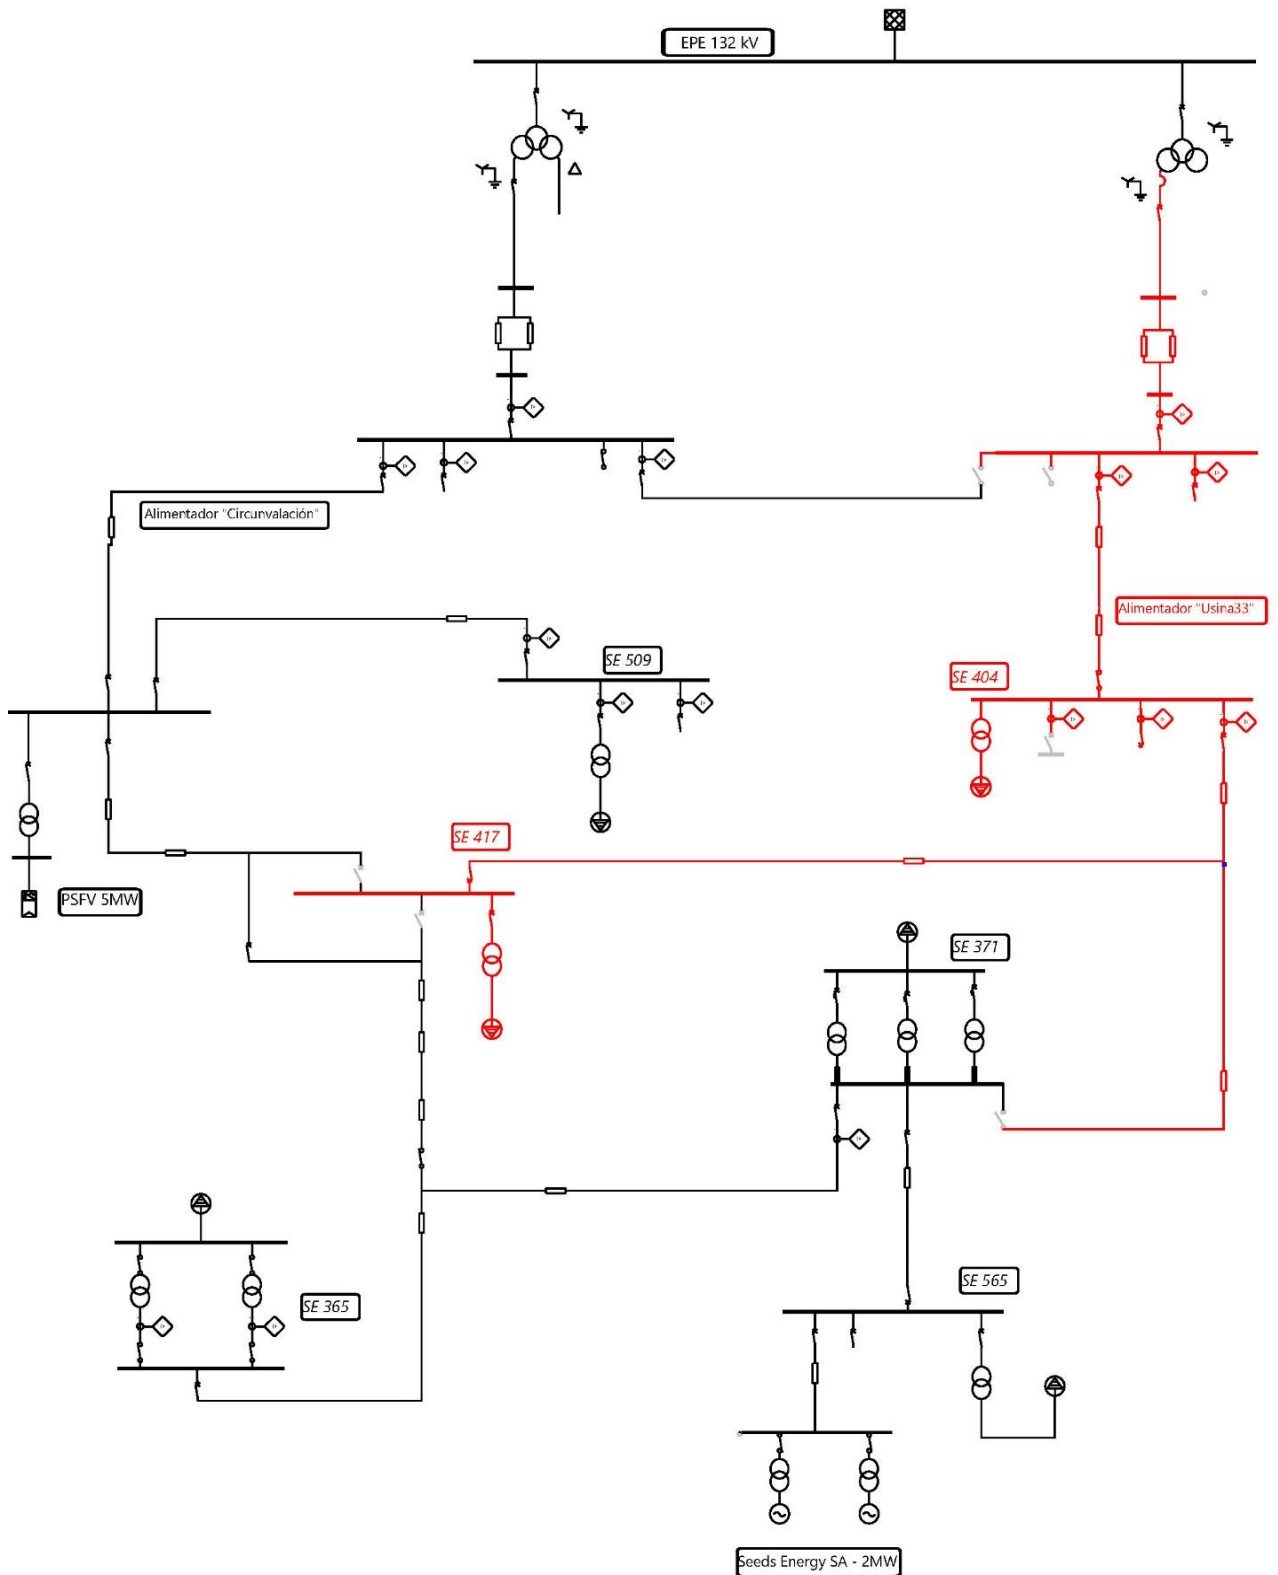 EPE 132 kV
Alimentador "Circunvalación"
Alimentador "Usina33"
SE 509
SE 404
SE 417
PSFV 5MW
SE 371
SE 565
SE 365
Seeds Energy SA - 2MW